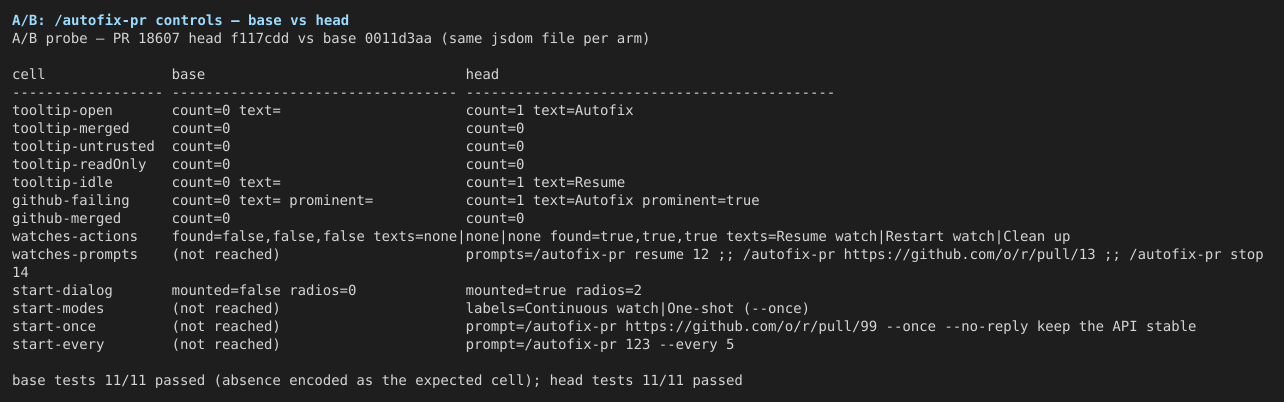 A/B: /autofix-pr controls — base vs head
A/B probe — PR 18607 head f117cdd vs base 0011d3aa (same jsdom file per arm)
cell base head
------------------ ---------------------------------- --------------------------------------------
tooltip-open count=0 text= count=1 text=Autofix
tooltip-merged count=0 count=0
tooltip-untrusted count=0 count=0
tooltip-readOnly count=0 count=0
tooltip-idle count=0 text= count=1 text=Resume
github-failing count=0 text= prominent= count=1 text=Autofix prominent=true
github-merged count=0 count=0
watches-actions found=false,false,false texts=none|none|none found=true,true,true texts=Resume watch|Restart watch|Clean up
watches-prompts (not reached) prompts=/autofix-pr resume 12 ;; /autofix-pr https://github.com/o/r/pull/13 ;; /autofix-pr stop
14
start-dialog mounted=false radios=0 mounted=true radios=2
start-modes (not reached) labels=Continuous watch|One-shot (--once)
start-once (not reached) prompt=/autofix-pr https://github.com/o/r/pull/99 --once --no-reply keep the API stable
start-every (not reached) prompt=/autofix-pr 123 --every 5
base tests 11/11 passed (absence encoded as the expected cell); head tests 11/11 passed